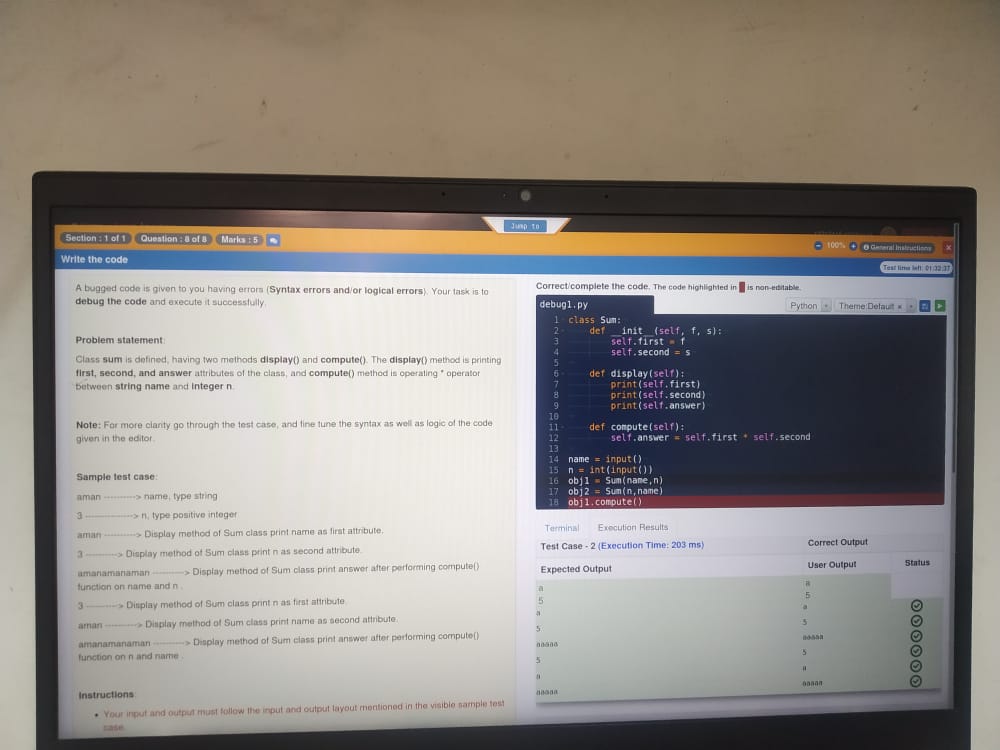 Jump to
Section : 1 of 1 Question : 8 of 8 Marks : 5
100% General Instructions
Write the code
Test time left: 01:32:37
A bugged code is given to you having errors (Syntax errors and/or logical errors). Your task is to
debug the code and execute it successfully.
Problem statement:
Class sum is defined, having two methods display() and compute(). The display() method is printing
first, second, and answer attributes of the class, and compute() method is operating * operator
between string name and integer n.
Note: For more clarity go through the test case, and fine tune the syntax as well as logic of the code
given in the editor.
Sample test case:
aman ----------> name, type string
3 ---------------> n, type positive integer
aman ----------> Display method of Sum class print name as first attribute.
3 ----------> Display method of Sum class print n as second attribute.
amanamanaman ----------> Display method of Sum class print answer after performing compute()
function on name and n .
3 ----------> Display method of Sum class print n as first attribute.
aman ----------> Display method of Sum class print name as second attribute.
amanamanaman ----------> Display method of Sum class print answer after performing compute()
function on n and name .
Instructions:
• Your input and output must follow the input and output layout mentioned in the visible sample test
case.
Correct/complete the code. The code highlighted in is non-editable.
debug1.py
Python Theme:Default
1 class Sum:
2 def __init__(self, f, s):
3 self.first = f
4 self.second = s
5
6 def display(self):
7 print(self.first)
8 print(self.second)
9 print(self.answer)
10
11 def compute(self):
12 self.answer = self.first * self.second
13
14 name = input()
15 n = int(input())
16 obj1 = Sum(name,n)
17 obj2 = Sum(n,name)
18 obj1.compute()
Terminal Execution Results
Test Case - 2 (Execution Time: 203 ms) Correct Output
Expected Output User Output Status
a a
5 5
a a
5 5
aaaaa aaaaa
5 5
a a
aaaaa aaaaa